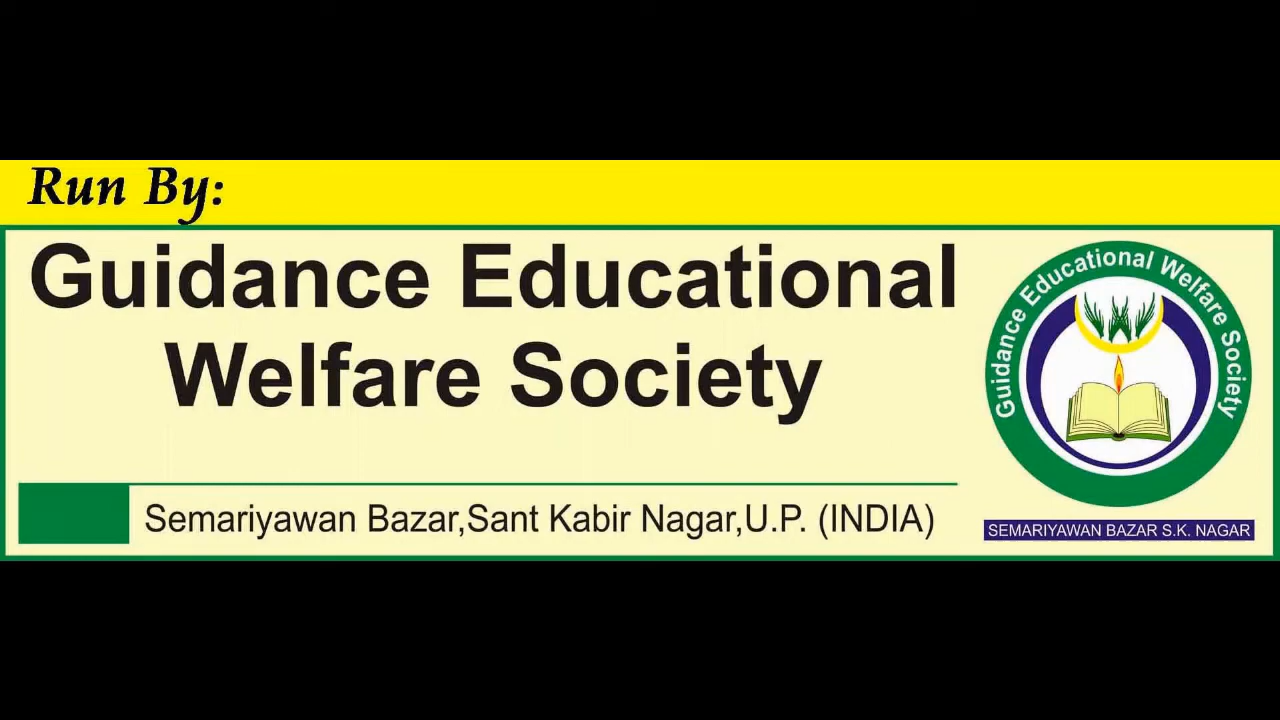 Run By:
Guidance Educational
Welfare Society
Semariyawan Bazar,Sant Kabir Nagar,U.P. (INDIA)
Guidance Educational Welfare Society
SEMARIYAWAN BAZAR S.K. NAGAR